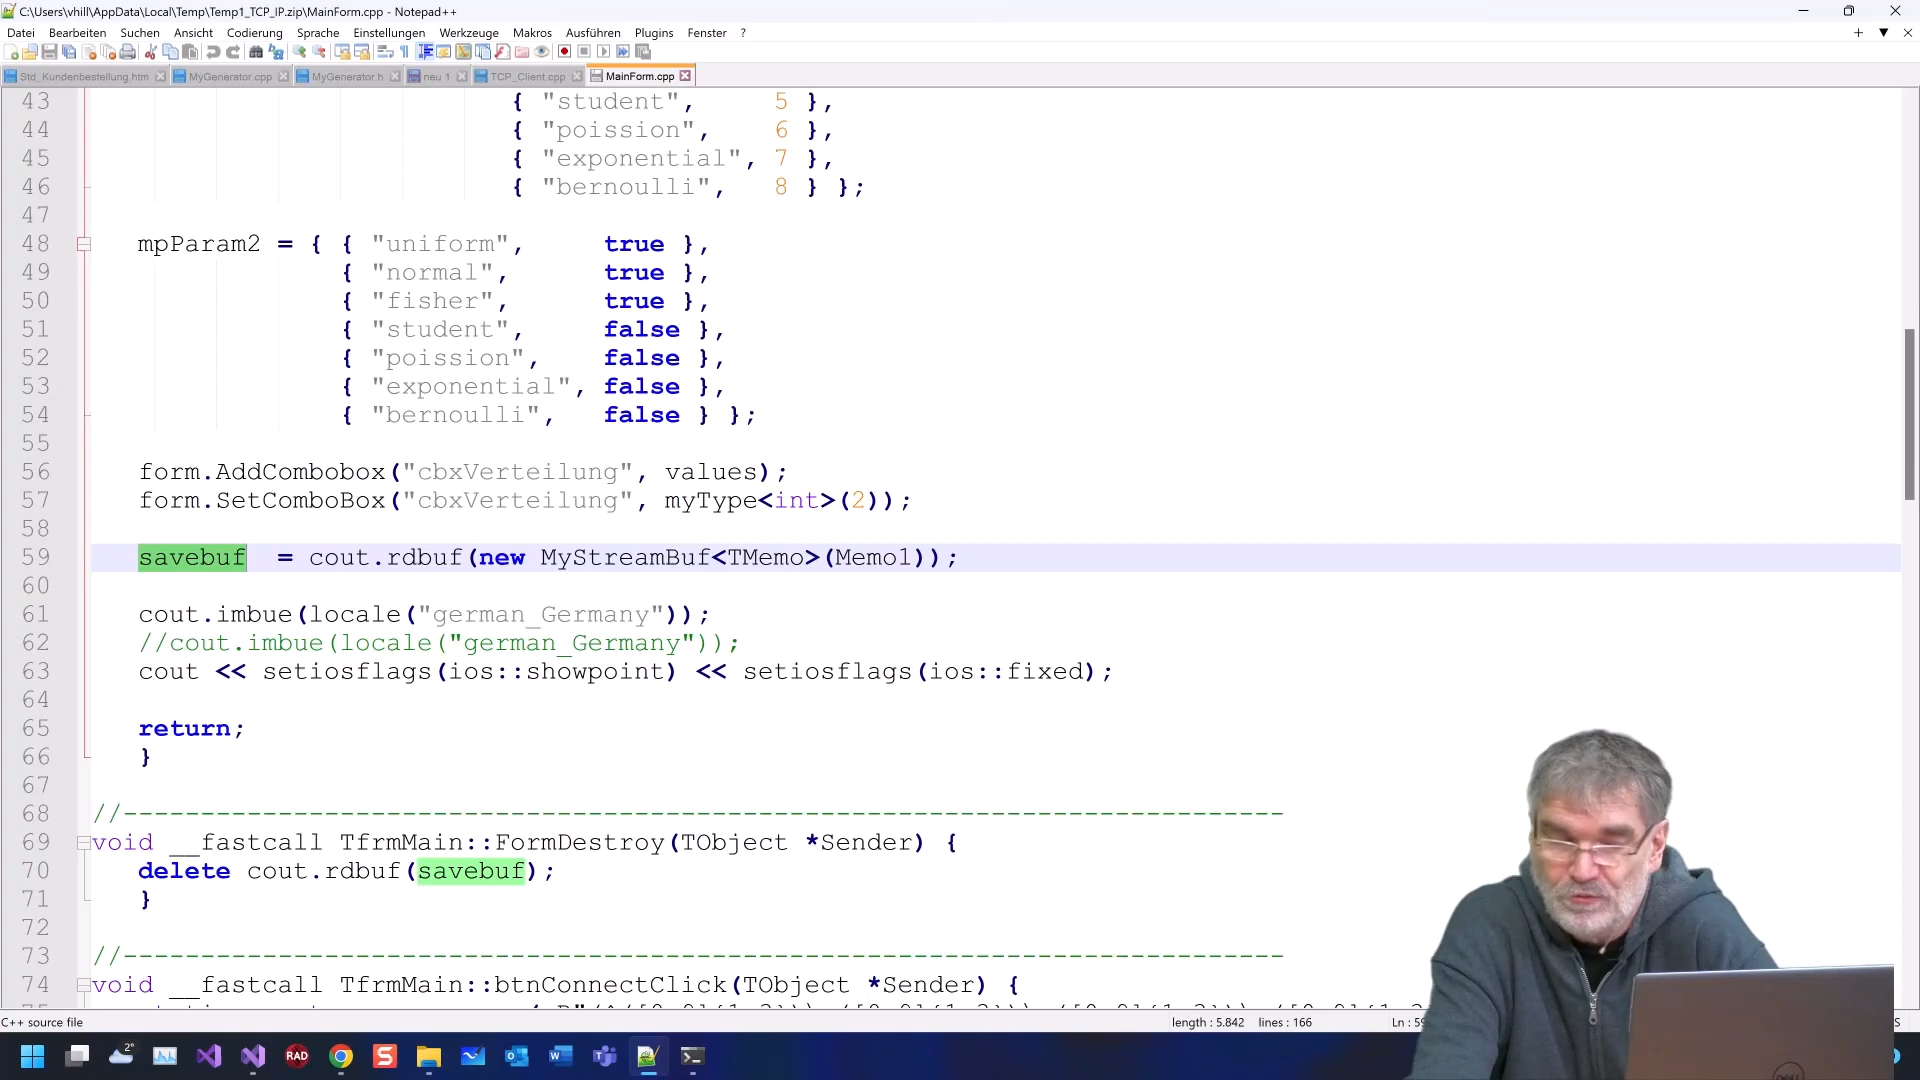 C:\Users\vhill\AppData\Local\Temp\Temp1_TCP_IP.zip\MainForm.cpp - Notepad++
Datei Bearbeiten Suchen Ansicht Codierung Sprache Einstellungen Werkzeuge Makros Ausführen Plugins Fenster ?
Std_Kundenbestellung.htm MyGenerator.cpp MyGenerator.h neu 1 TCP_Client.cpp MainForm.cpp
43 { "student", 5 },
44 { "poission", 6 },
45 { "exponential", 7 },
46 { "bernoulli", 8 } };
47
48 mpParam2 = { { "uniform", true },
49 { "normal", true },
50 { "fisher", true },
51 { "student", false },
52 { "poission", false },
53 { "exponential", false },
54 { "bernoulli", false } };
55
56 form.AddCombobox("cbxVerteilung", values);
57 form.SetComboBox("cbxVerteilung", myType<int>(2));
58
59 savebuf = cout.rdbuf(new MyStreamBuf<TMemo>(Memo1));
60
61 cout.imbue(locale("german_Germany"));
62 //cout.imbue(locale("german_Germany"));
63 cout << setiosflags(ios::showpoint) << setiosflags(ios::fixed);
64
65 return;
66 }
67
68 //---------------------------------------------------------------------------
69 void __fastcall TfrmMain::FormDestroy(TObject *Sender) {
70 delete cout.rdbuf(savebuf);
71 }
72
73 //---------------------------------------------------------------------------
74 void __fastcall TfrmMain::btnConnectClick(TObject *Sender) {
C++ source file length : 5.842 lines : 166 Ln : 59
2°
RAD
DELL